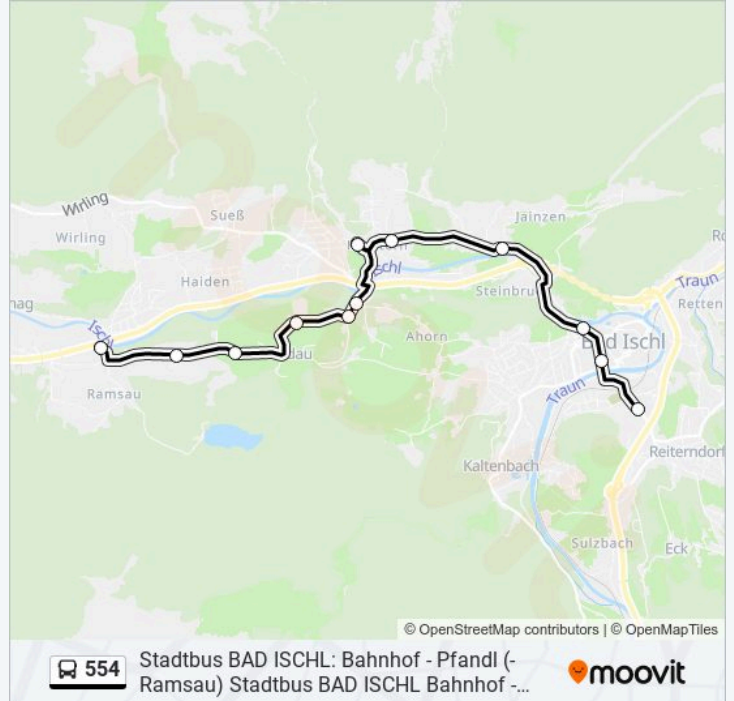 Wirling
Sueß
Jainzen
Wirling
Ischl
Haiden
Steinbru
Traun
Retten
Ischl
Ahorn
Bad Ischl
dau
Ramsau
Traun
Kaltenbach
Reiterndorf
Sulzbach
Eck
© OpenStreetMap contributors | © OpenMapTiles
554
Stadtbus BAD ISCHL: Bahnhof - Pfandl (-
Ramsau) Stadtbus BAD ISCHL Bahnhof -...
moovit